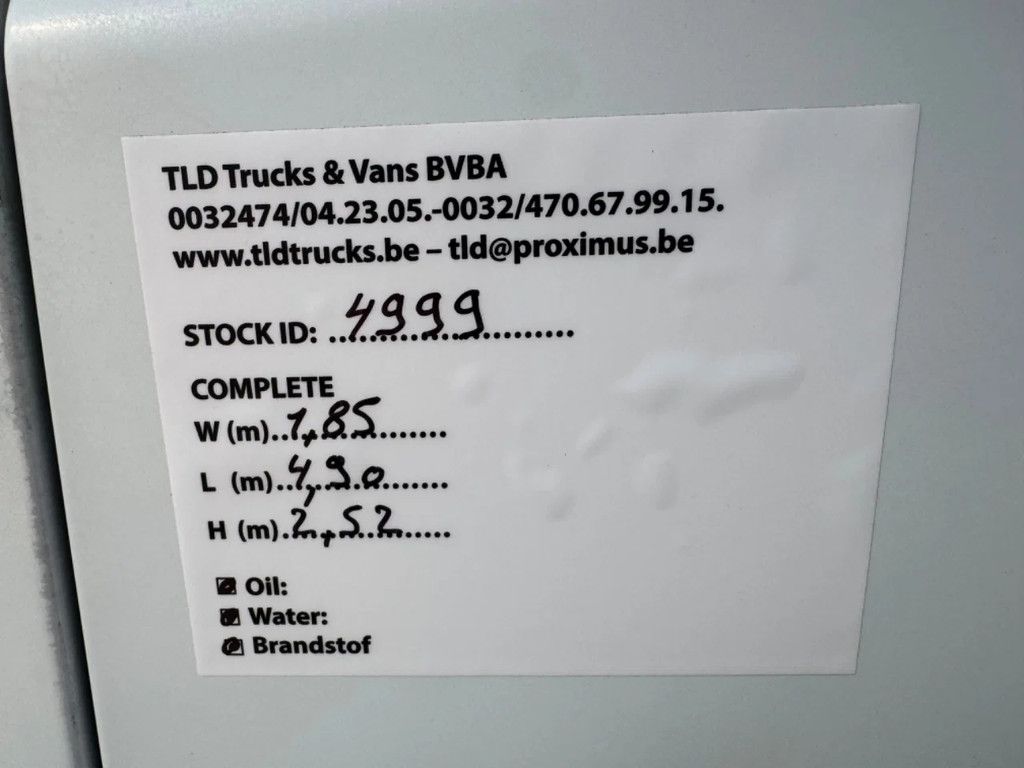 TLD Trucks & Vans BVBA
0032474/04.23.05.-0032/470.67.99.15.
www.tldtrucks.be – tld@proximus.be
STOCK ID: 4999
COMPLETE
W (m) 1,85
L (m) 4,90
H (m) 2,52
Oil:
Water:
Brandstof